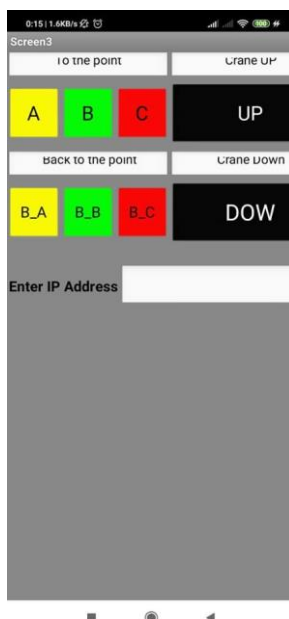 0:15 | 1.6KB/s 100
Screen3
To the point Crane UP
A B C UP
Back to the point Crane Down
B_A B_B B_C DOW
Enter IP Address